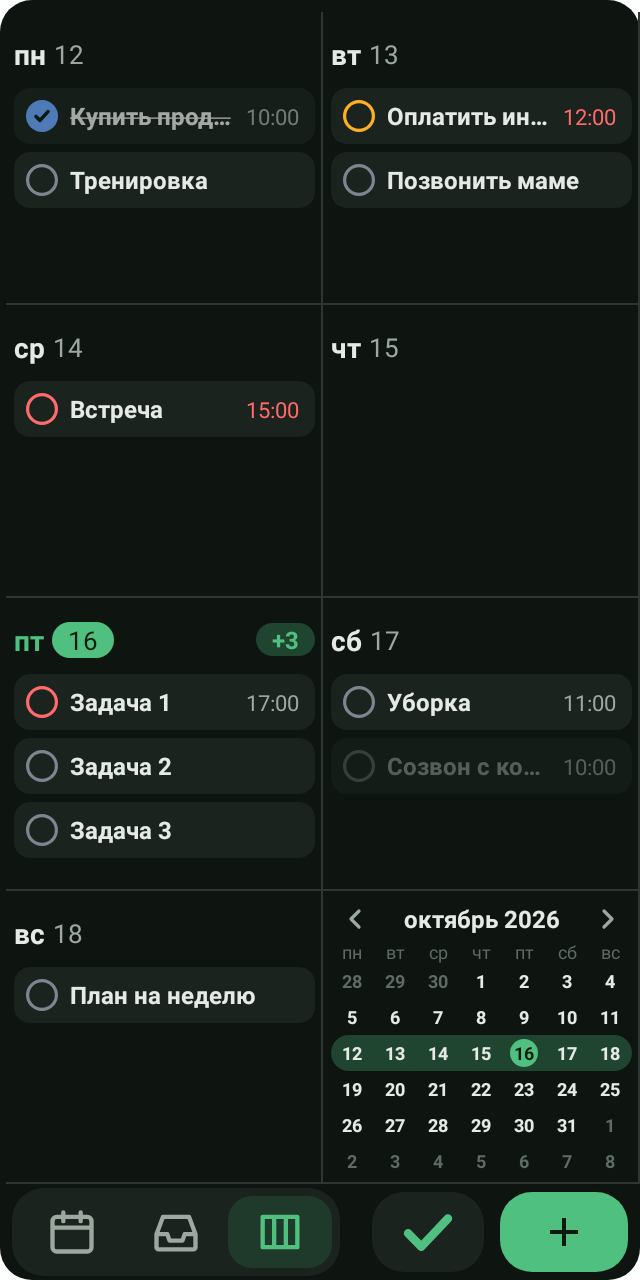 пн 12
Купить прод... 10:00
Тренировка
вт 13
Оплатить ин... 12:00
Позвонить маме
ср 14
Встреча 15:00
чт 15
пт 16 +3
Задача 1 17:00
Задача 2
Задача 3
сб 17
Уборка 11:00
Созвон с ко... 10:00
вс 18
План на неделю
октябрь 2026
пн вт ср чт пт сб вс
28 29 30 1 2 3 4
5 6 7 8 9 10 11
12 13 14 15 16 17 18
19 20 21 22 23 24 25
26 27 28 29 30 31 1
2 3 4 5 6 7 8